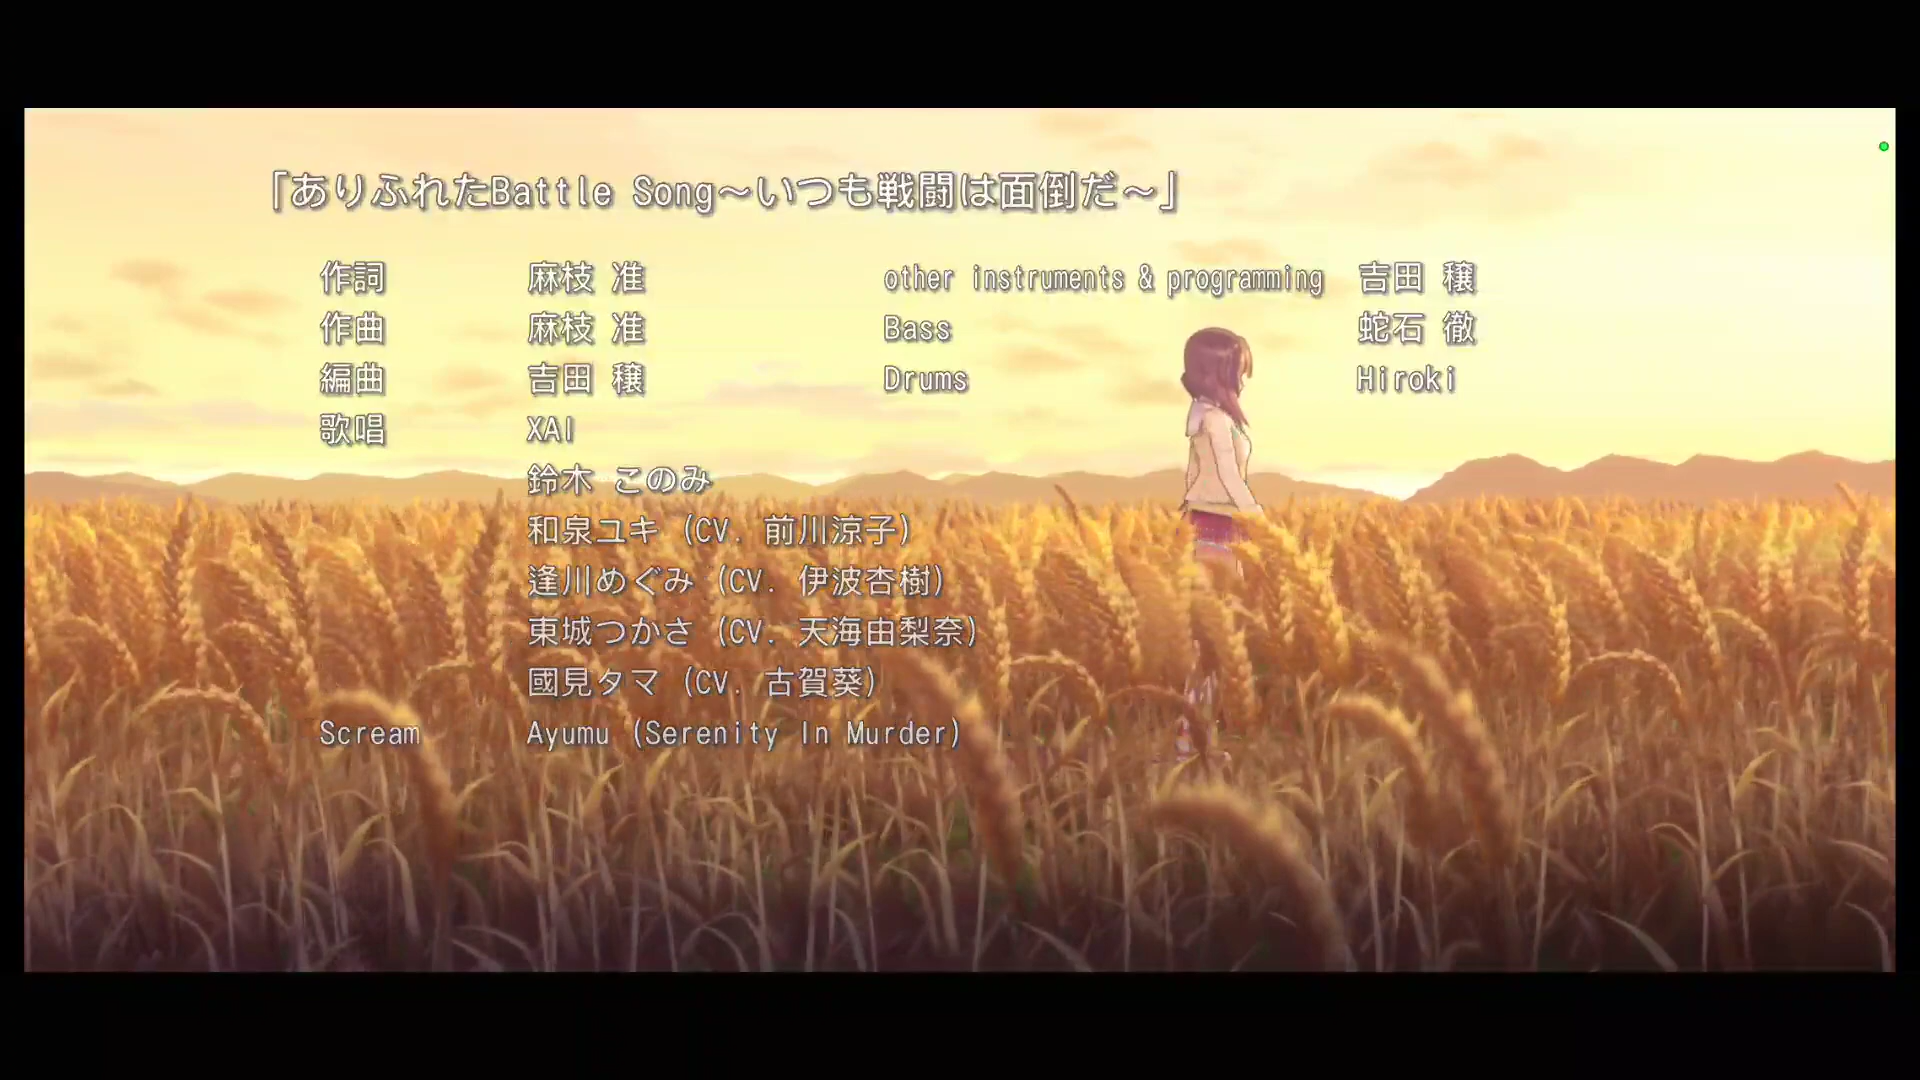 「ありふれたBattle Song～いつも戦闘は面倒だ～」
作詞 麻枝 准
作曲 麻枝 准
編曲 吉田 穣
歌唱 XAI
鈴木 このみ
和泉ユキ (CV. 前川涼子)
逢川めぐみ (CV. 伊波杏樹)
東城つかさ (CV. 天海由梨奈)
國見タマ (CV. 古賀葵)
Scream Ayumu (Serenity In Murder)
other instruments & programming 吉田 穣
Bass 蛇石 徹
Drums Hiroki